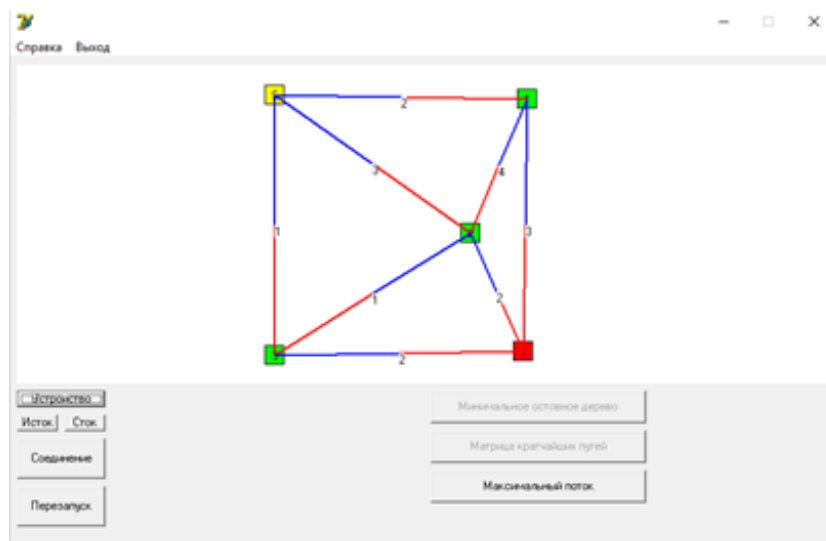 Справка Выход
2
3
4
1
3
1
2
2
Устройство
Исток Сток
Соединение
Перезапуск
Минимальное остовное дерево
Матрица кратчайших путей
Максимальный поток